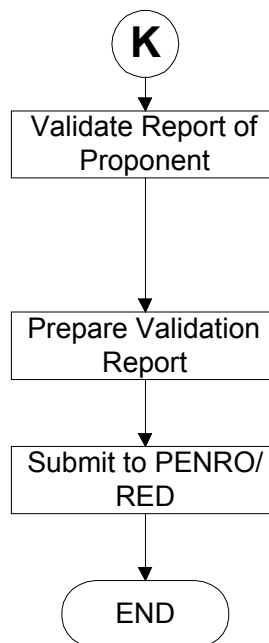 K
Validate Report of
Proponent
Prepare Validation
Report
Submit to PENRO/
RED
END